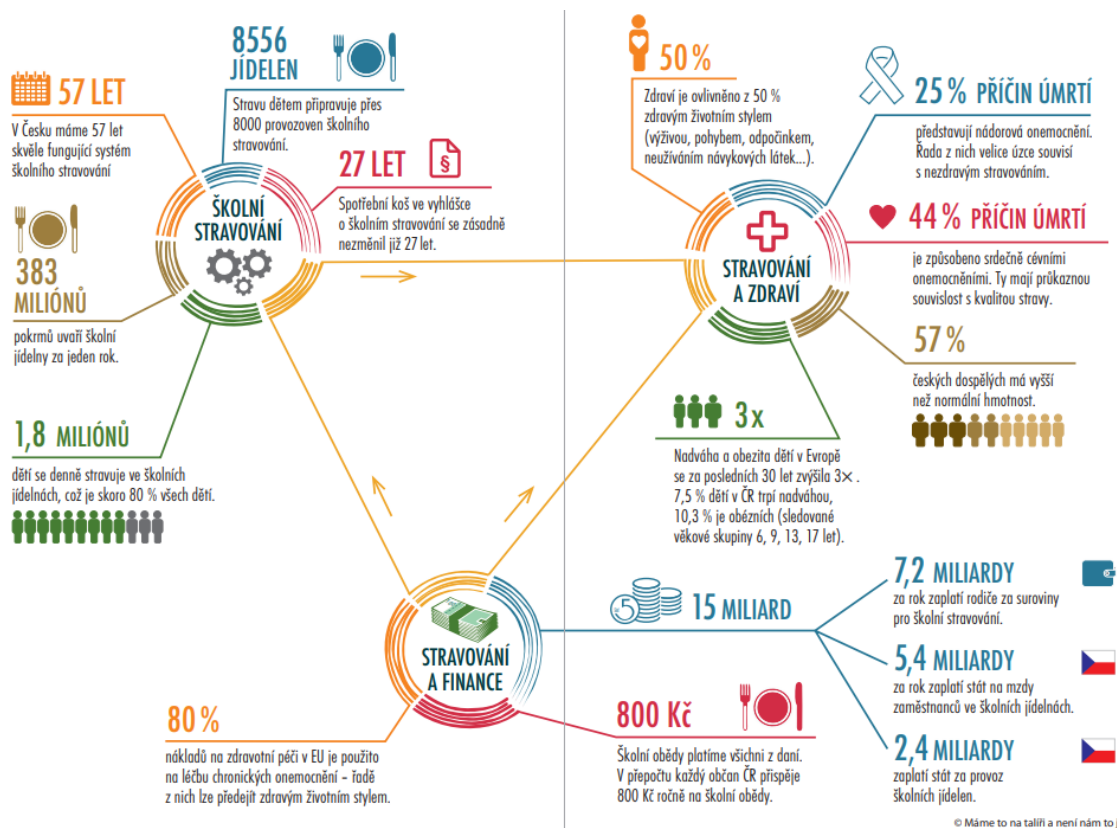 57 LET
V Česku máme 57 let
skvěle fungující systém
školního stravování
8556
JÍDELEN
Stravu dětem připravuje přes
8000 provozoven školního
stravování.
27 LET
§
Spotřební koš ve vyhlášce
o školním stravování se zásadně
nezměnil již 27 let.
ŠKOLNÍ
STRAVOVÁNÍ
383
MILIÓNŮ
pokrmů uvaří školní
jídelny za jeden rok.
1,8 MILIÓNŮ
dětí se denně stravuje ve školních
jídelnách, což je skoro 80 % všech dětí.
50 %
Zdraví je ovlivněno z 50 %
zdravým životním stylem
(výživou, pohybem, odpočinkem,
neužíváním návykových látek...).
25 % PŘÍČIN ÚMRTÍ
představují nádorová onemocnění.
Řada z nich velice úzce souvisí
s nezdravým stravováním.
44 % PŘÍČIN ÚMRTÍ
je způsobeno srdečně cévními
onemocněními. Ty mají průkaznou
souvislost s kvalitou stravy.
STRAVOVÁNÍ
A ZDRAVÍ
57 %
českých dospělých má vyšší
než normální hmotnost.
3x
Nadváha a obezita dětí v Evropě
se za posledních 30 let zvýšila 3×.
7,5 % dětí v ČR trpí nadváhou,
10,3 % je obézních (sledované
věkové skupiny 6, 9, 13, 17 let).
STRAVOVÁNÍ
A FINANCE
5
15 MILIARD
7,2 MILIARDY
za rok zaplatí rodiče za suroviny
pro školní stravování.
5,4 MILIARDY
za rok zaplatí stát na mzdy
zaměstnanců ve školních jídelnách.
2,4 MILIARDY
zaplatí stát za provoz
školních jídelen.
80 %
nákladů na zdravotní péči v EU je použito
na léčbu chronických onemocnění – řadě
z nich lze předejít zdravým životním stylem.
800 Kč
Školní obědy platíme všichni z daní.
V přepočtu každý občan ČR přispěje
800 Kč ročně na školní obědy.
© Máme to na talíři a není nám to